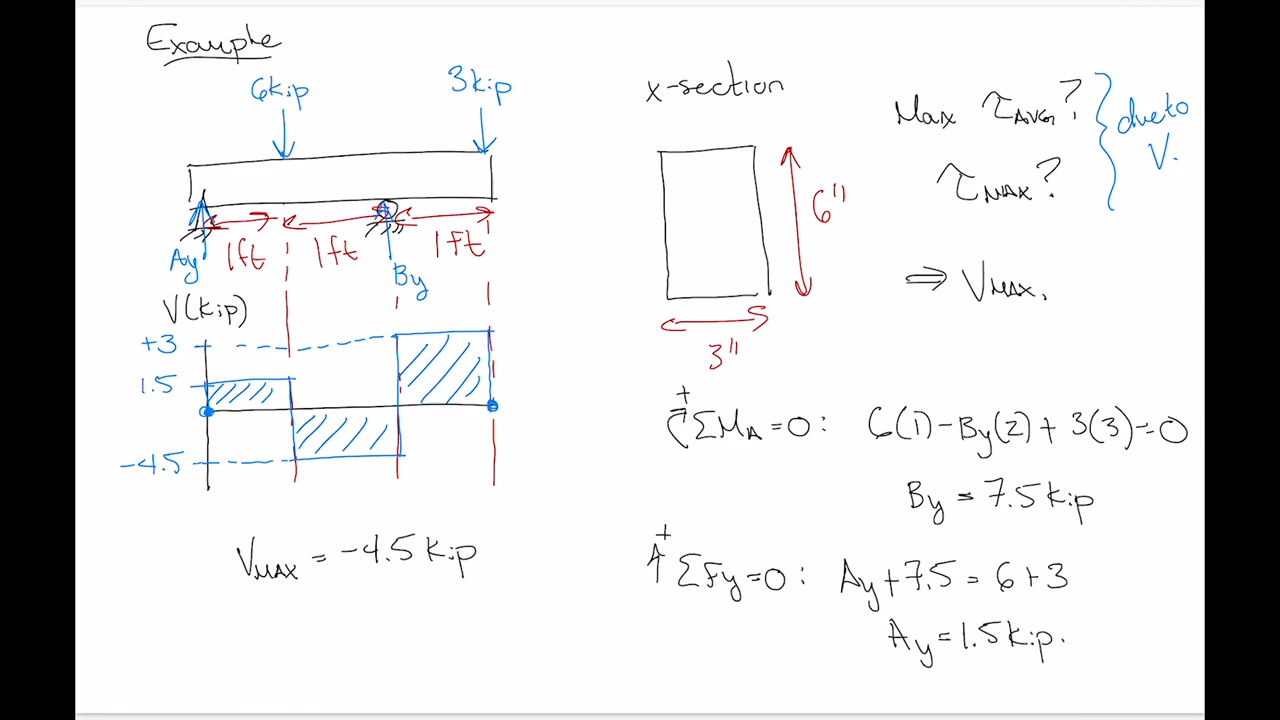 Example
6kip
3kip
Ay
1ft
1ft
1ft
By
V(kip)
+3
1.5
-4.5
VMAX = -4.5 kip
x-section
6"
3"
Max τAVG?
τMAX?
due to
V.
⇒ VMAX.
+
ΣMA = 0: 6(1) - By(2) + 3(3) = 0
By = 7.5 kip
+
↑ ΣFy = 0: Ay + 7.5 = 6 + 3
Ay = 1.5 kip.